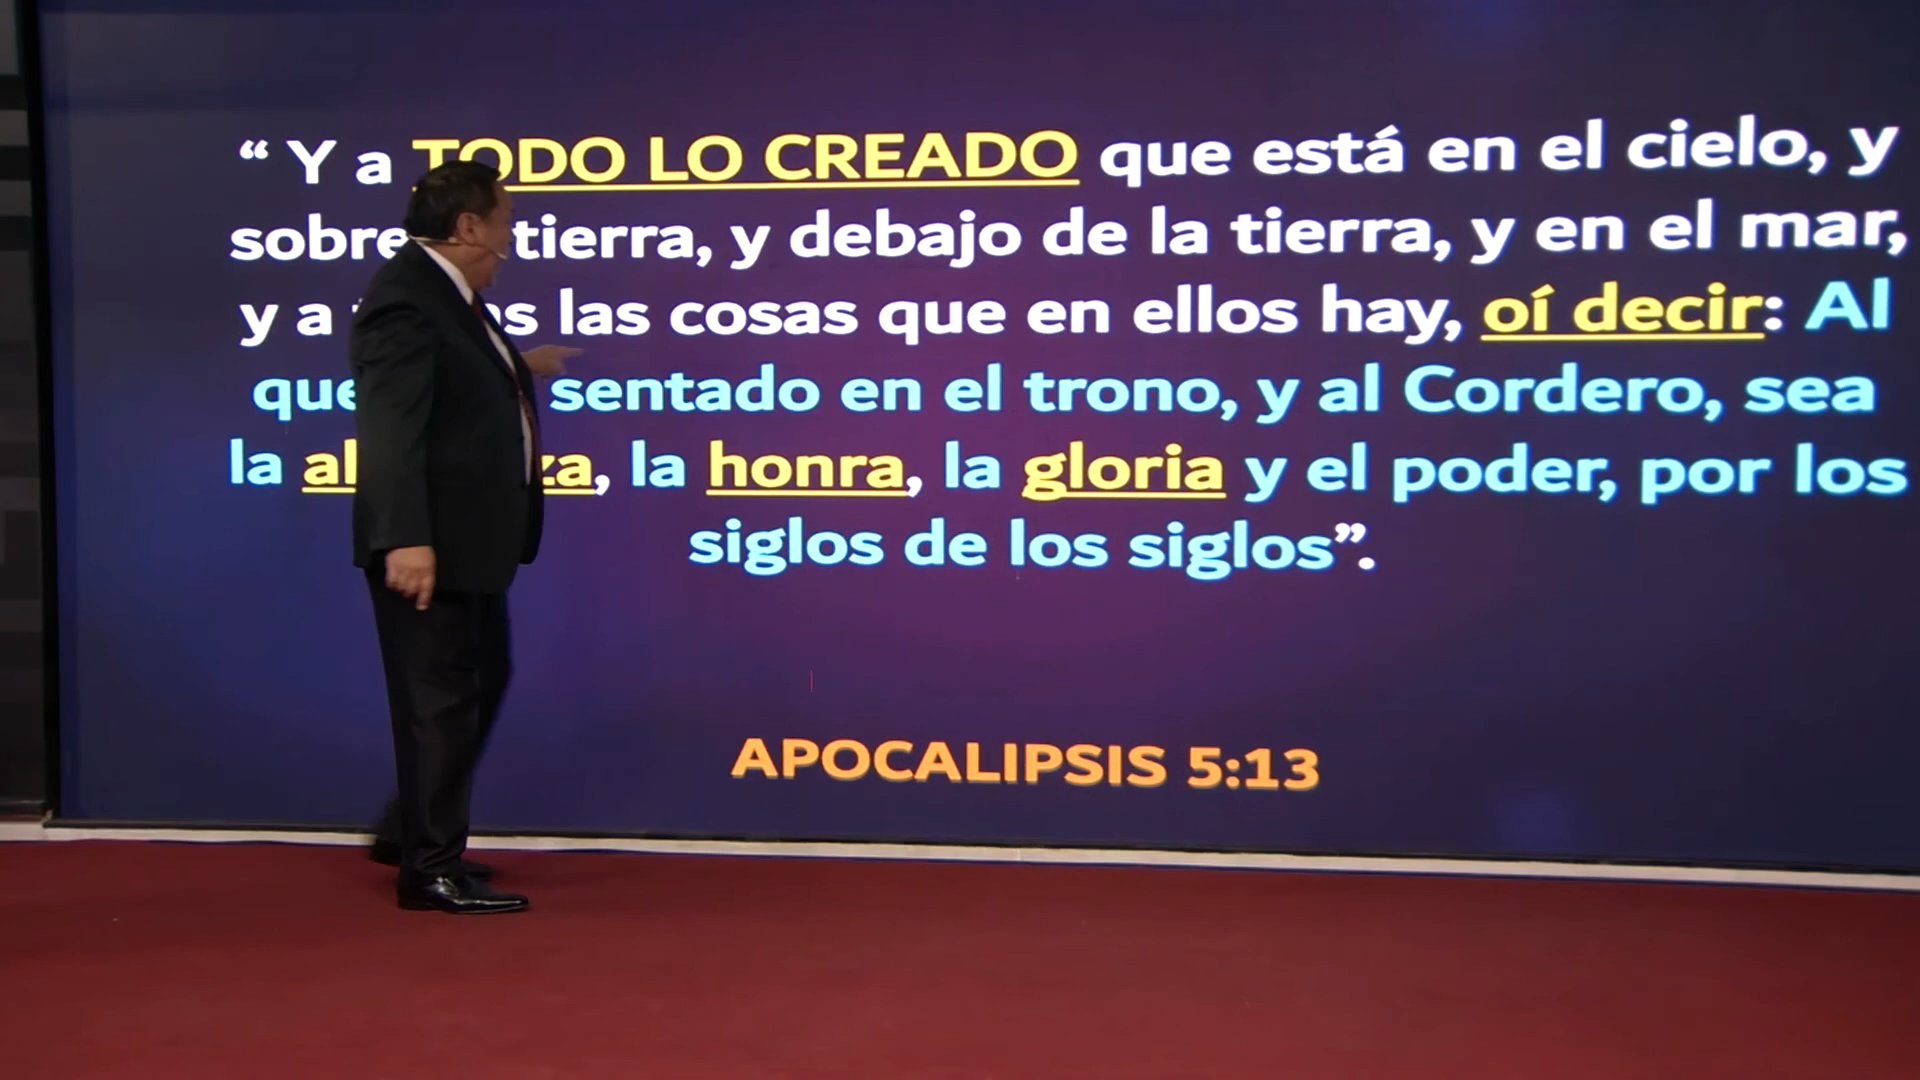 “ Y a TODO LO CREADO que está en el cielo, y
sobre tierra, y debajo de la tierra, y en el mar,
y a las cosas que en ellos hay, oí decir: Al
que sentado en el trono, y al Cordero, sea
la la honra, la gloria y el poder, por los
siglos de los siglos”.
APOCALIPSIS 5:13